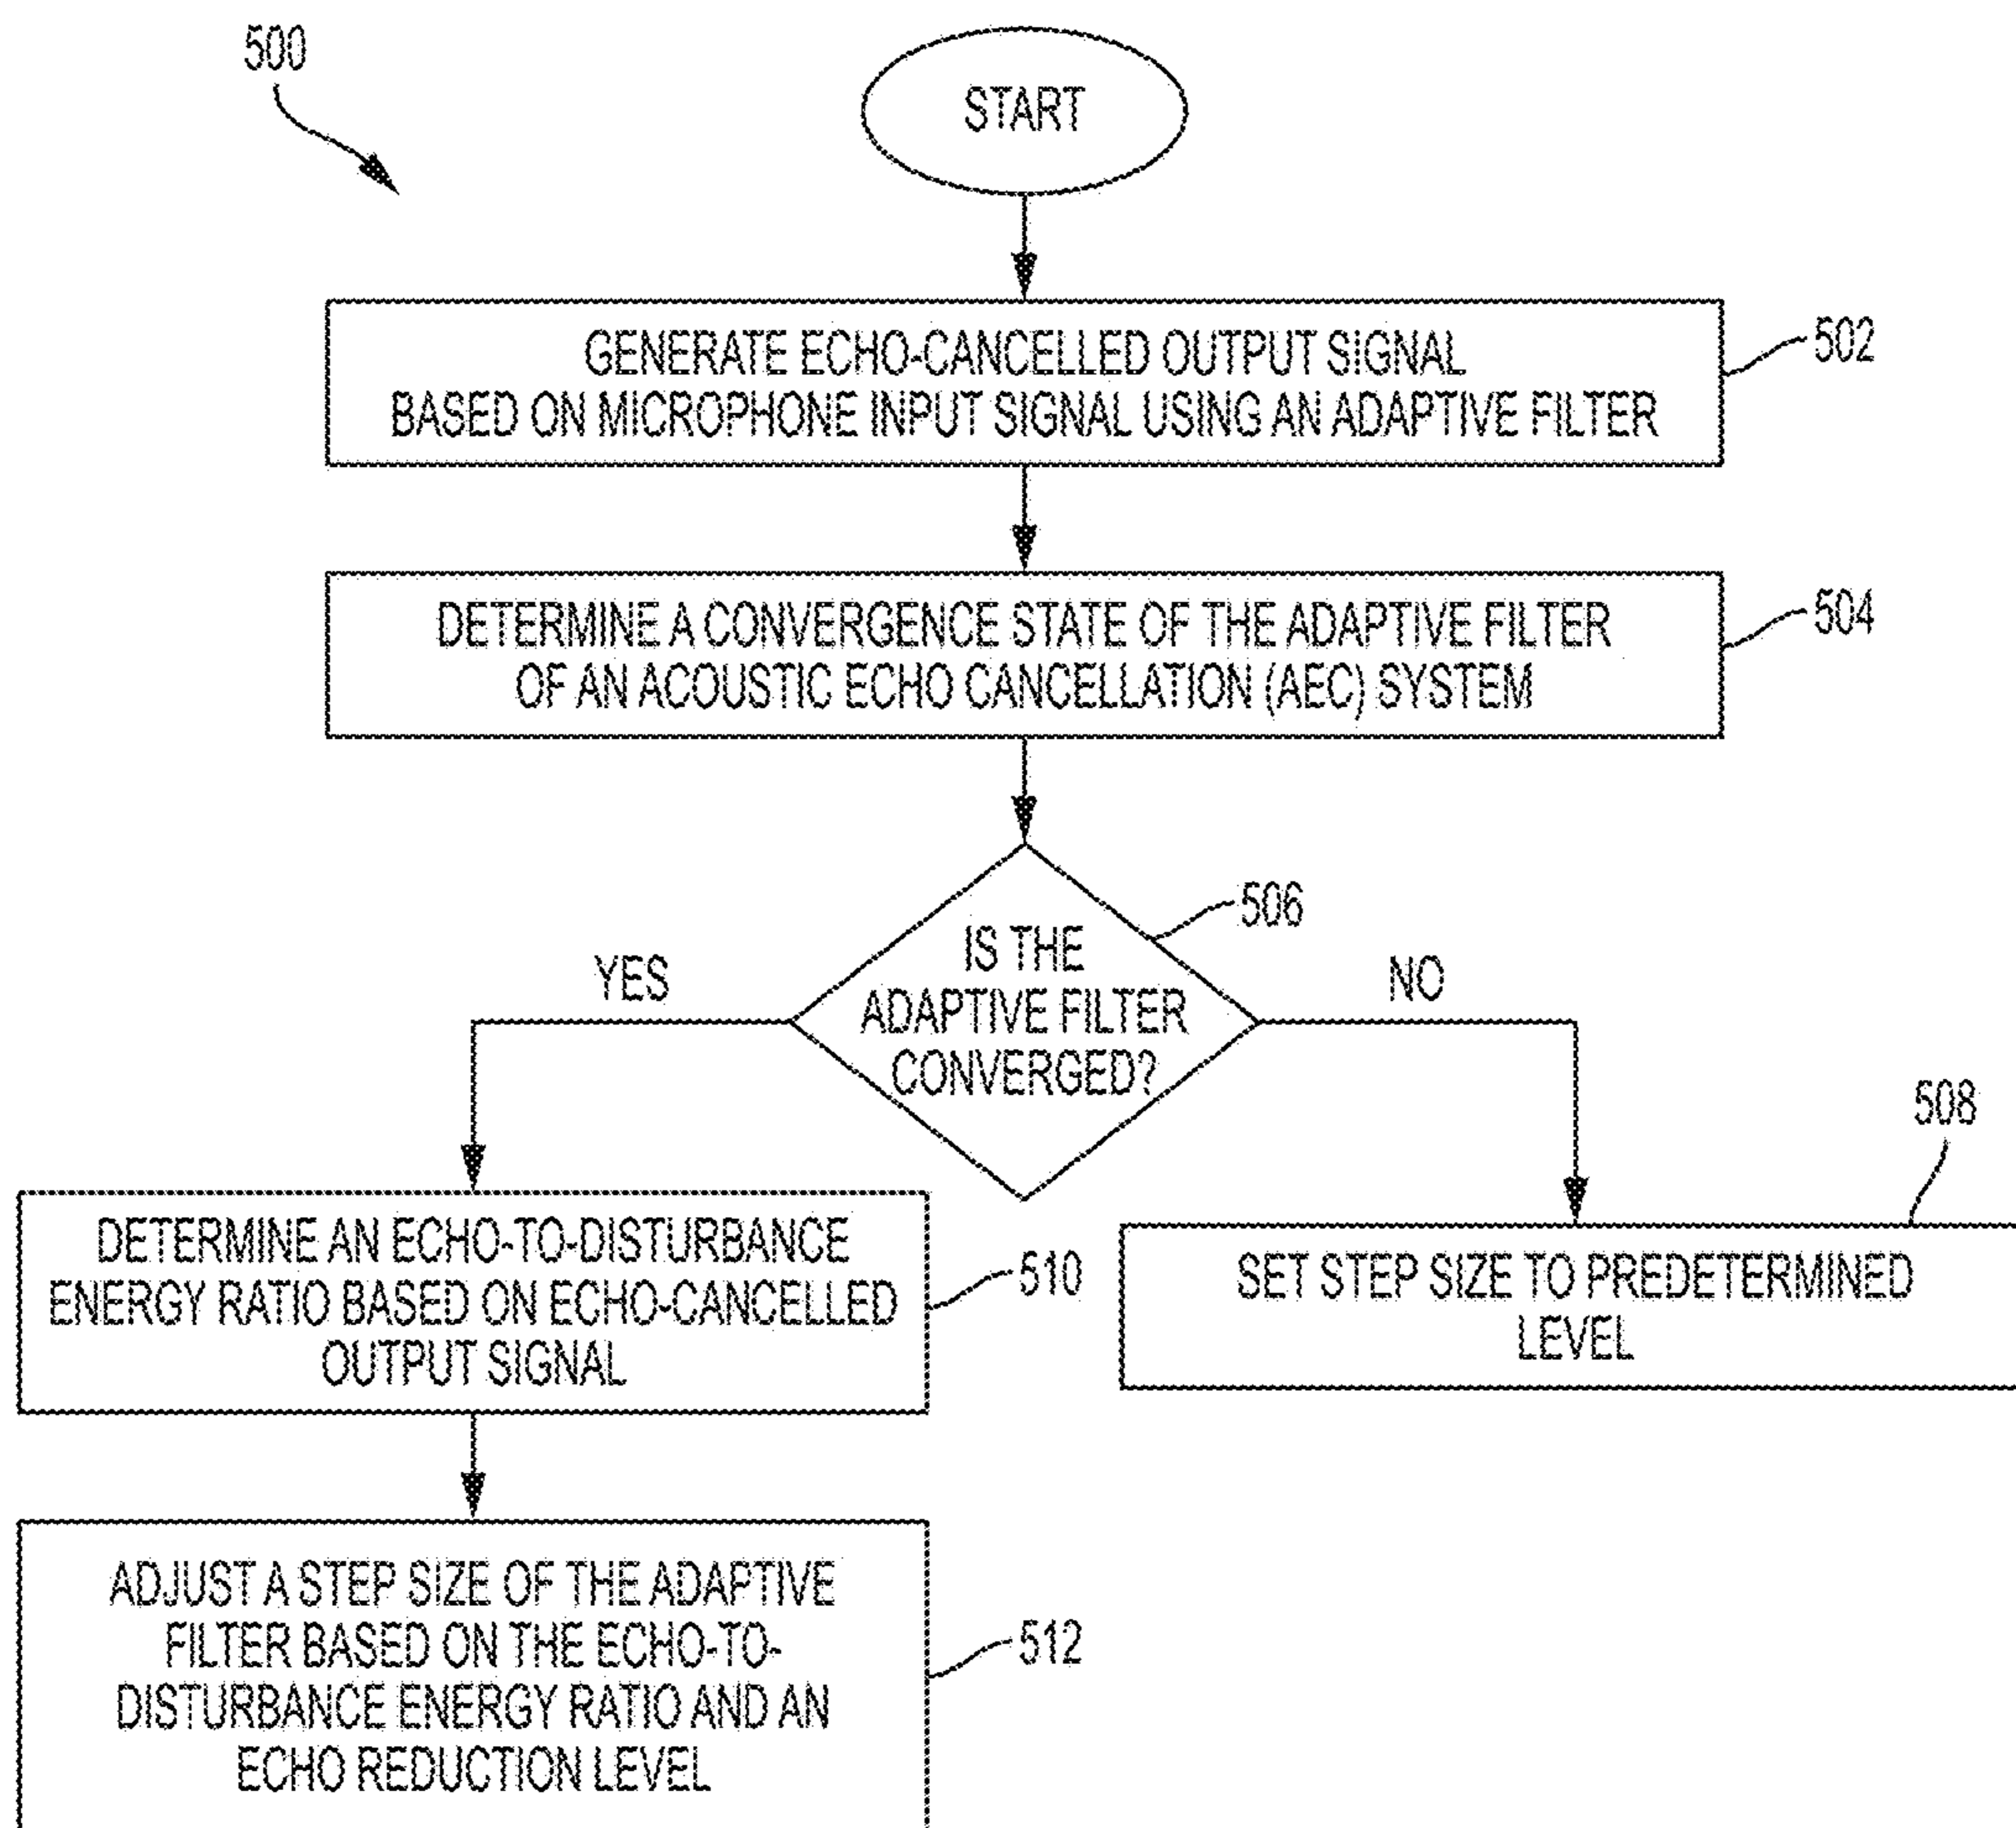 500
START
GENERATE ECHO-CANCELLED OUTPUT SIGNAL
BASED ON MICROPHONE INPUT SIGNAL USING AN ADAPTIVE FILTER
502
DETERMINE A CONVERGENCE STATE OF THE ADAPTIVE FILTER
OF AN ACOUSTIC ECHO CANCELLATION (AEC) SYSTEM
504
IS THE
ADAPTIVE FILTER
CONVERGED?
506
YES
NO
508
DETERMINE AN ECHO-TO-DISTURBANCE
ENERGY RATIO BASED ON ECHO-CANCELLED
OUTPUT SIGNAL
510
SET STEP SIZE TO PREDETERMINED
LEVEL
ADJUST A STEP SIZE OF THE ADAPTIVE
FILTER BASED ON THE ECHO-TO-
DISTURBANCE ENERGY RATIO AND AN
ECHO REDUCTION LEVEL
512